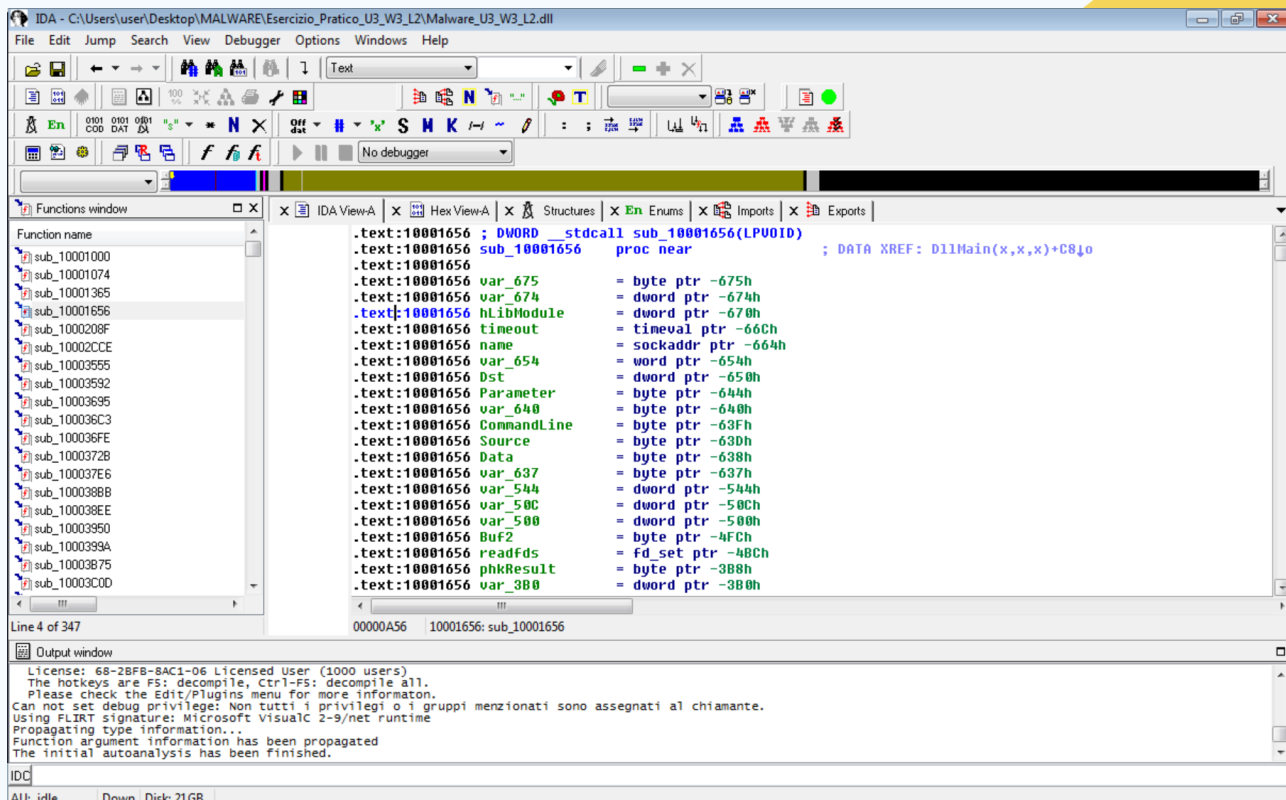 IDA - C:\Users\user\Desktop\MALWARE\Esercizio_Pratico_U3_W3_L2\Malware_U3_W3_L2.dll
File Edit Jump Search View Debugger Options Windows Help
Text
En
No debugger
Functions window
IDA View-A Hex View-A Structures En Enums Imports Exports
Function name
sub_10001000
sub_10001074
sub_10001365
sub_10001656
sub_1000208F
sub_10002CCE
sub_10003555
sub_10003592
sub_10003695
sub_100036C3
sub_100036FE
sub_1000372B
sub_100037E6
sub_100038BB
sub_100038EE
sub_10003950
sub_1000399A
sub_10003B75
sub_10003C0D
Line 4 of 347
.text:10001656 ; DWORD __stdcall sub_10001656(LPVOID)
.text:10001656 sub_10001656 proc near ; DATA XREF: DllMain(x,x,x)+C8↓o
.text:10001656
.text:10001656 var_675 = byte ptr -675h
.text:10001656 var_674 = dword ptr -674h
.text:10001656 hLibModule = dword ptr -670h
.text:10001656 timeout = timeval ptr -66Ch
.text:10001656 name = sockaddr ptr -664h
.text:10001656 var_654 = word ptr -654h
.text:10001656 Dst = dword ptr -650h
.text:10001656 Parameter = byte ptr -644h
.text:10001656 var_640 = byte ptr -640h
.text:10001656 CommandLine = byte ptr -63Fh
.text:10001656 Source = byte ptr -63Dh
.text:10001656 Data = byte ptr -638h
.text:10001656 var_637 = byte ptr -637h
.text:10001656 var_544 = dword ptr -544h
.text:10001656 var_50C = dword ptr -50Ch
.text:10001656 var_500 = dword ptr -500h
.text:10001656 Buf2 = byte ptr -4FCh
.text:10001656 readfds = fd_set ptr -4BCh
.text:10001656 phkResult = byte ptr -3B8h
.text:10001656 var_3B0 = dword ptr -3B0h
00000A56 10001656: sub_10001656
Output window
License: 68-2BFB-8AC1-06 Licensed User (1000 users)
The hotkeys are F5: decompile, Ctrl-F5: decompile all.
Please check the Edit/Plugins menu for more informaton.
Can not set debug privilege: Non tutti i privilegi o i gruppi menzionati sono assegnati al chiamante.
Using FLIRT signature: Microsoft VisualC 2-9/net runtime
Propagating type information...
Function argument information has been propagated
The initial autoanalysis has been finished.
IDC
AU: idle Down Disk: 21GB